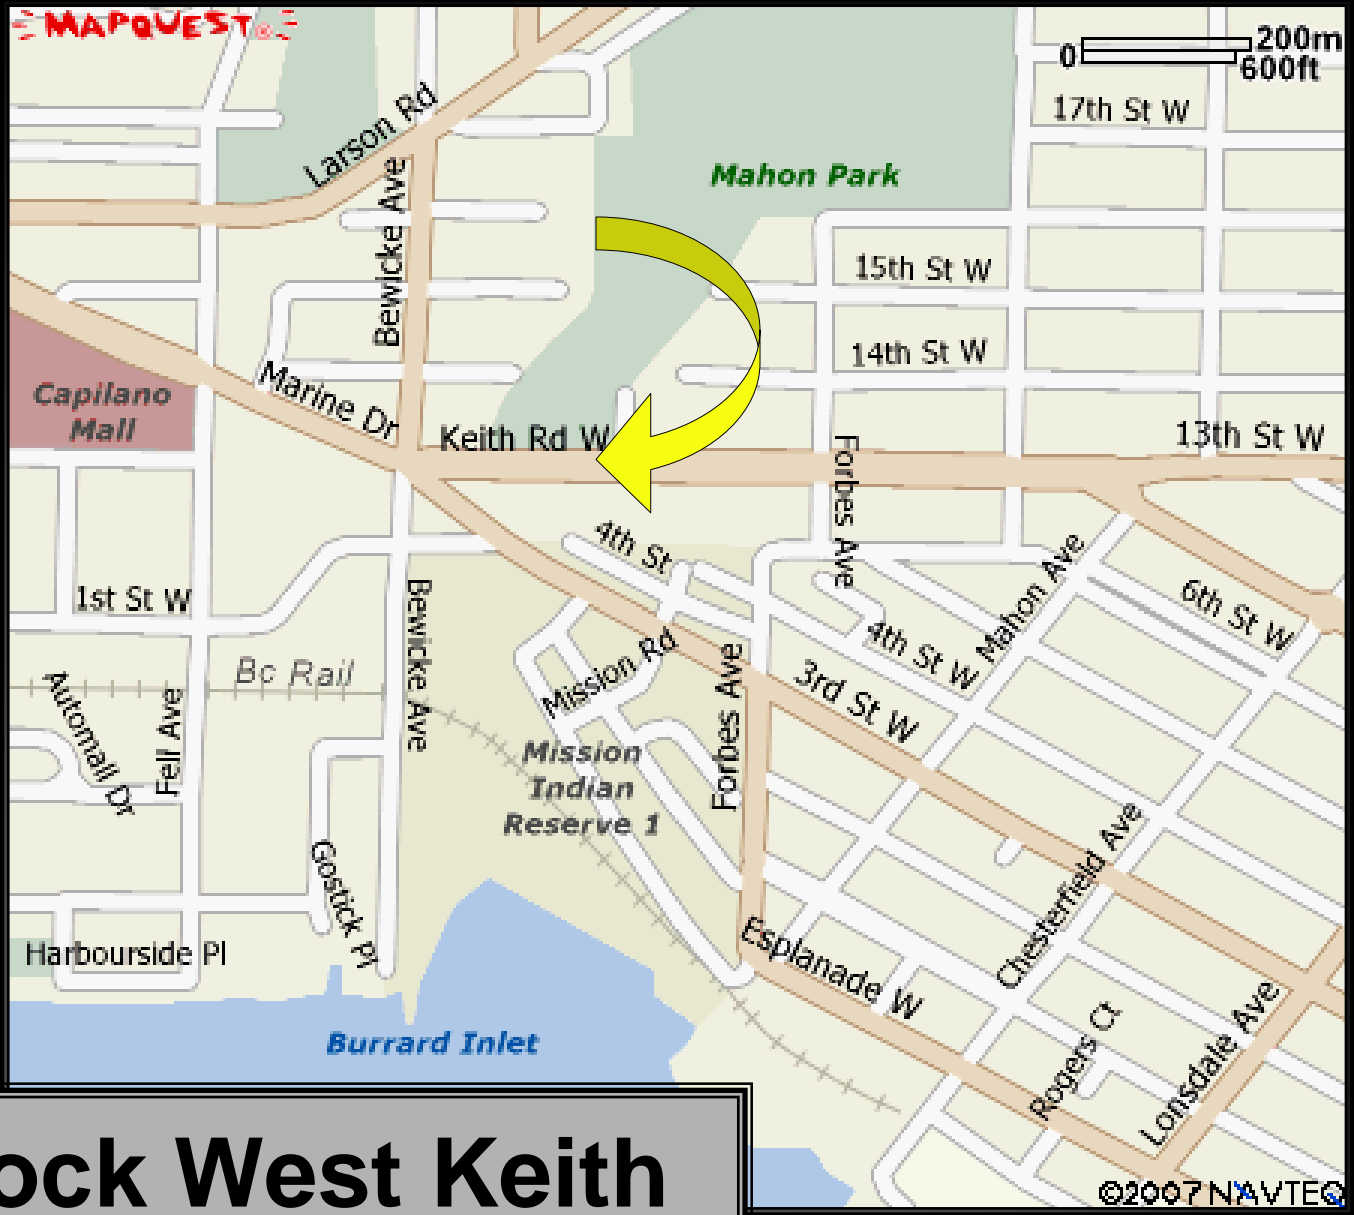 MAPQUEST®
0 200m
600ft
17th St W
Larson Rd
Mahon Park
Bewicke Ave
15th St W
14th St W
Capilano
Mall
Marine Dr
Keith Rd W
13th St W
Forbes Ave
4th St
Mahon Ave
6th St W
1st St W
Bewicke Ave
4th St W
Bc Rail
Mission Rd
3rd St W
Automall Dr
Fell Ave
Forbes Ave
Mission
Indian
Reserve 1
Gostick Pl
Chesterfield Ave
Harbourside Pl
Esplanade W
Burrard Inlet
Rogers Ct
Lonsdale Ave
ock West Keith
©2007 NAVTEQ